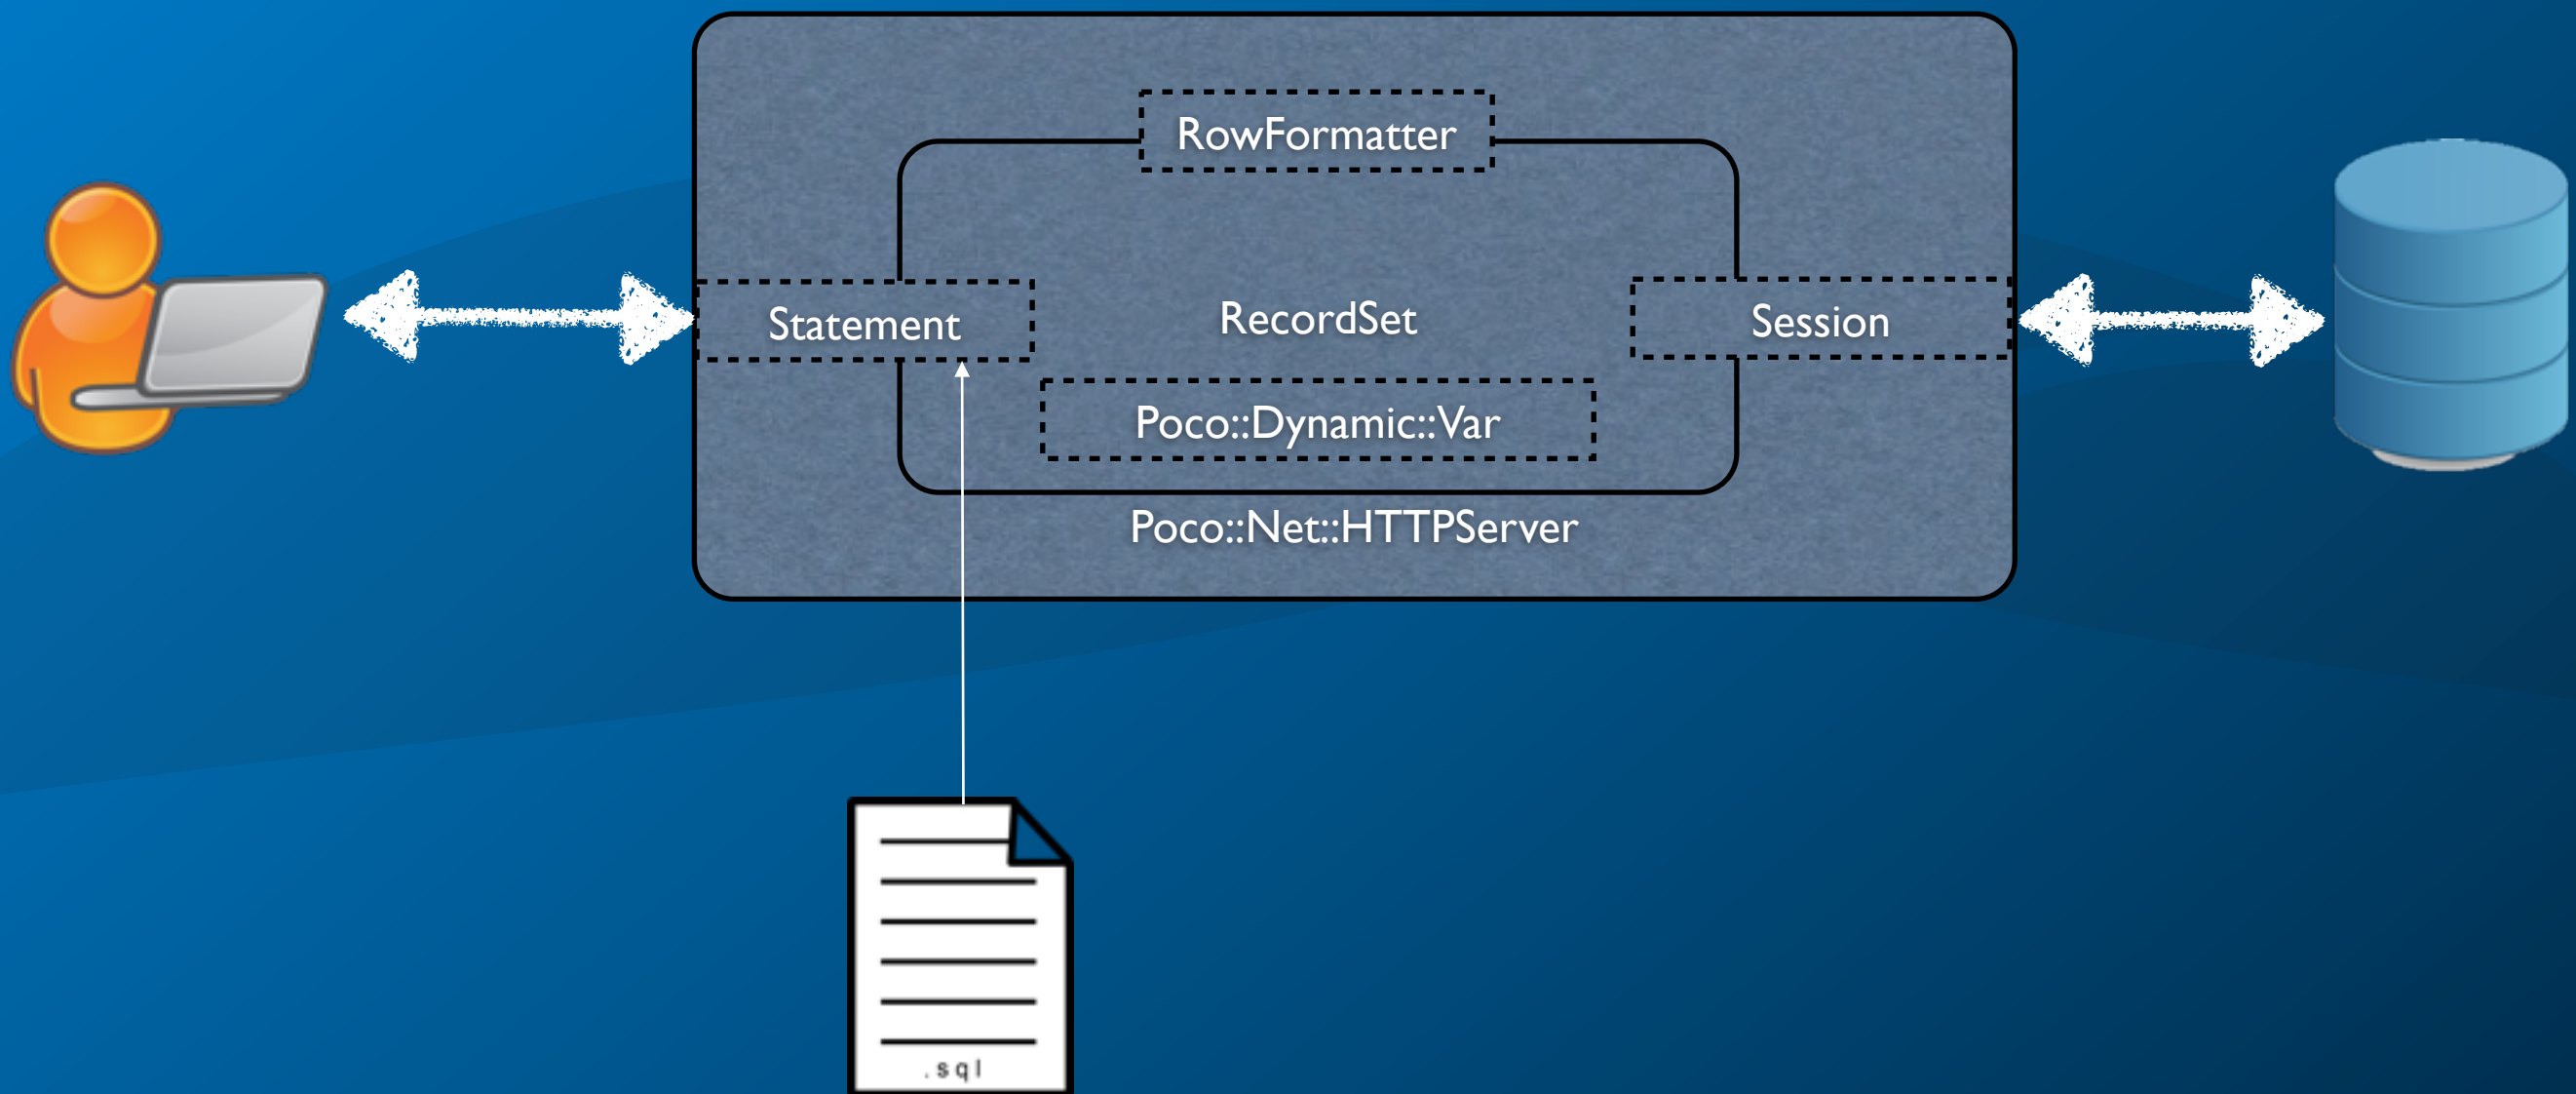 RowFormatter
Statement
RecordSet
Session
Poco::Dynamic::Var
Poco::Net::HTTPServer
.sql